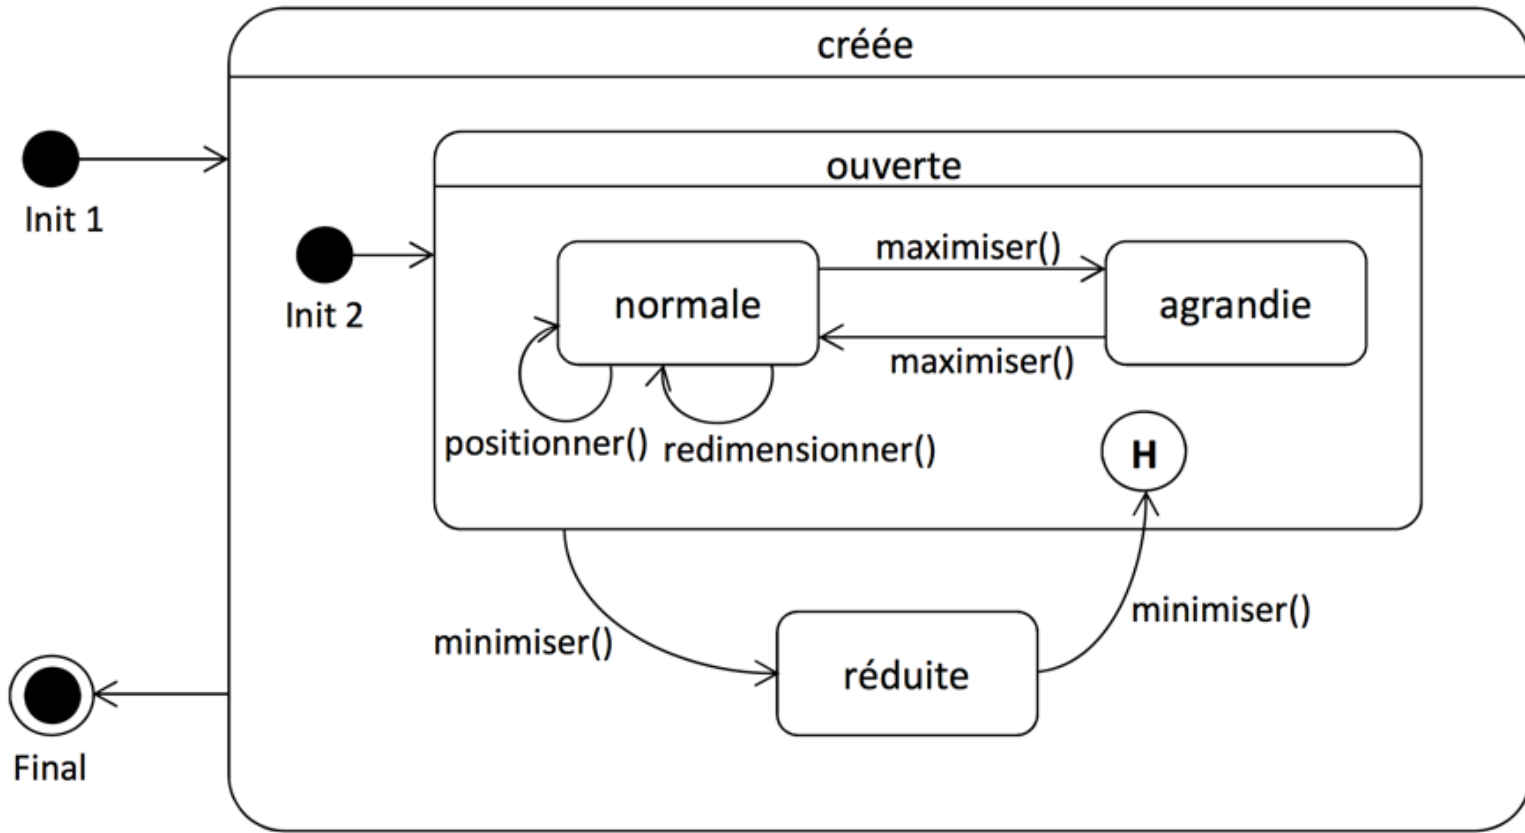 créée
Init 1
ouverte
Init 2
normale
maximiser()
agrandie
maximiser()
positionner()
redimensionner()
H
minimiser()
réduite
minimiser()
Final